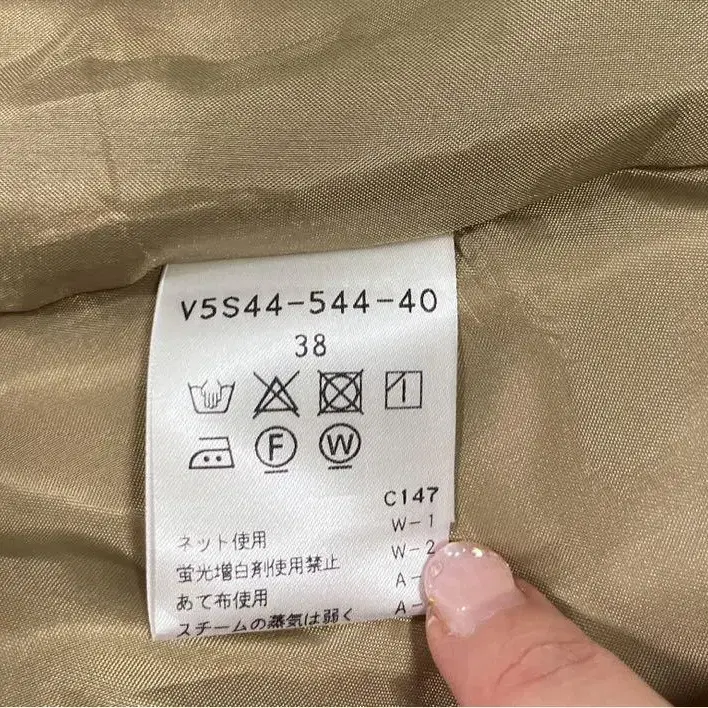 V5S44-544-40
38
F W
C147
W-1
W-2
A-
A-
ネット使用
蛍光増白剤使用禁止
あて布使用
スチームの蒸気は弱く